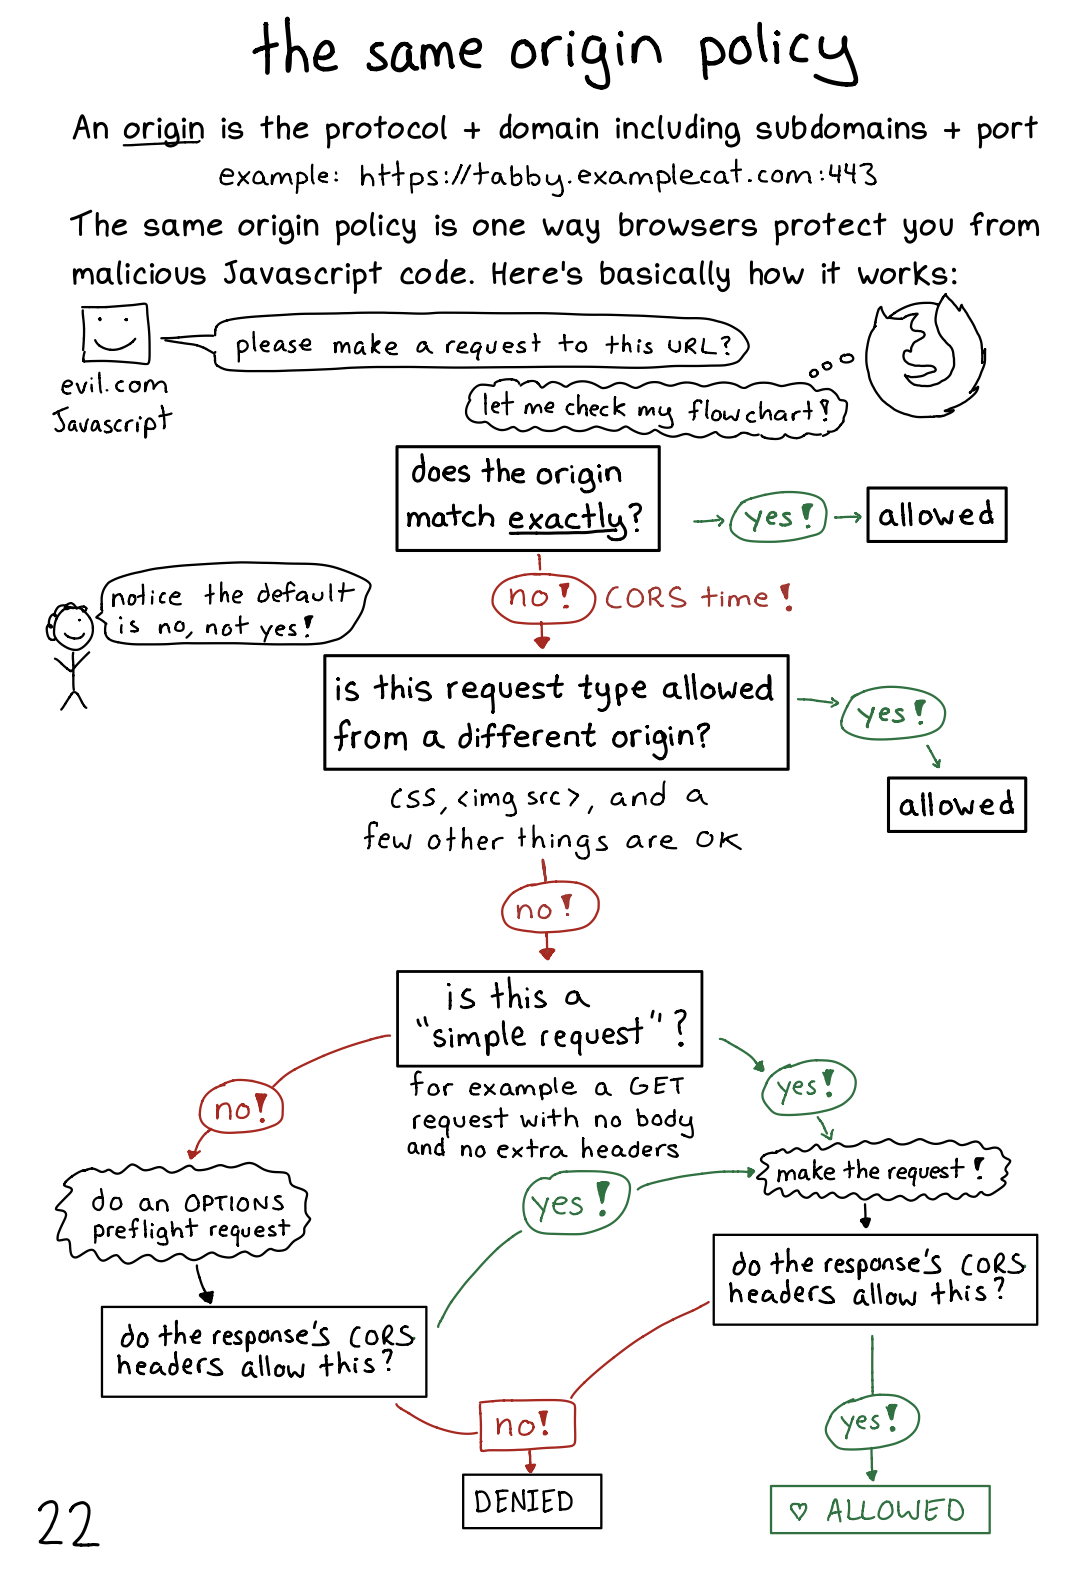 the same origin policy
An origin is the protocol + domain including subdomains + port
example: https://tabby.examplecat.com:443
The same origin policy is one way browsers protect you from
malicious Javascript code. Here's basically how it works:
please make a request to this URL?
evil.com
Javascript
let me check my flowchart!
does the origin
match exactly?
yes!
allowed
no!
CORS time!
notice the default
is no, not yes!
is this request type allowed
from a different origin?
yes!
allowed
CSS, <img src>, and a
few other things are OK
no!
is this a
"simple request"?
for example a GET
request with no body
and no extra headers
no!
yes!
do an OPTIONS
preflight request
yes!
make the request!
do the response's CORS
headers allow this?
do the response's CORS
headers allow this?
no!
yes!
DENIED
♡ ALLOWED
22